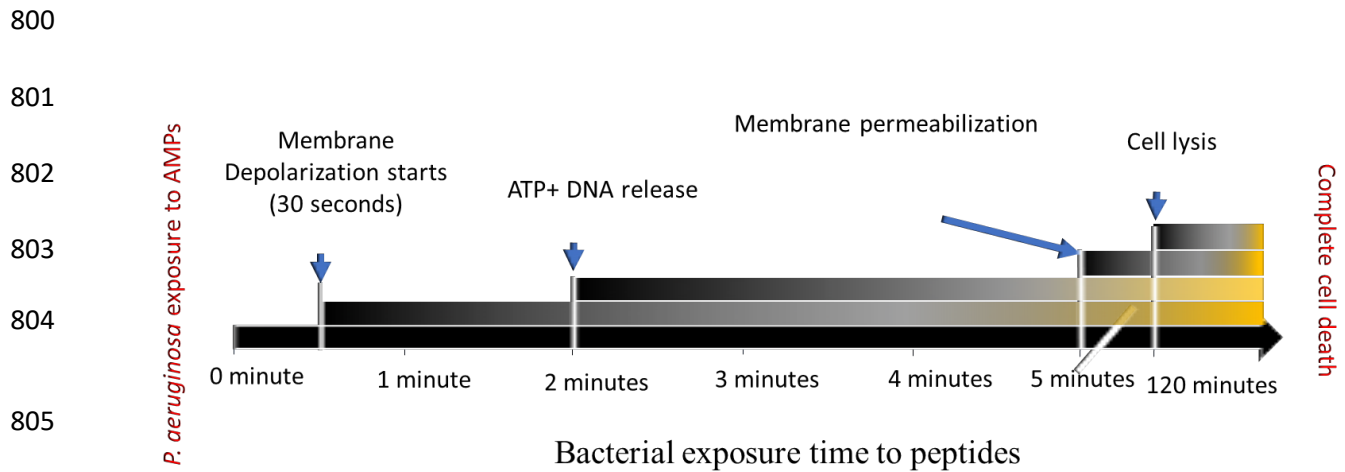 800
801
802
803
804
805
P. aeruginosa exposure to AMPs
Membrane
Depolarization starts
(30 seconds)
ATP+ DNA release
Membrane permeabilization
Cell lysis
Complete cell death
0 minute
1 minute
2 minutes
3 minutes
4 minutes
5 minutes
120 minutes
Bacterial exposure time to peptides